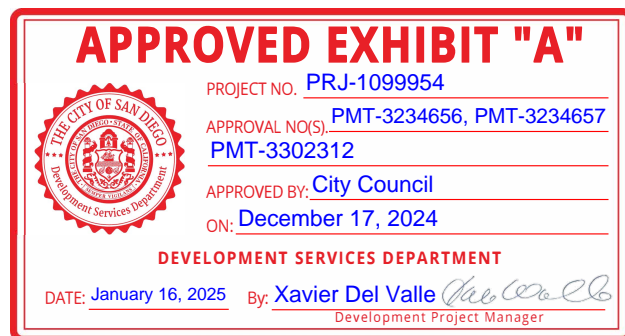 APPROVED EXHIBIT "A"
PROJECT NO. PRJ-1099954
APPROVAL NO(S). PMT-3234656, PMT-3234657
PMT-3302312
APPROVED BY: City Council
ON: December 17, 2024
THE CITY OF SAN DIEGO
Development Services Department
DEVELOPMENT SERVICES DEPARTMENT
DATE: January 16, 2025 By: Xavier Del Valle
Development Project Manager